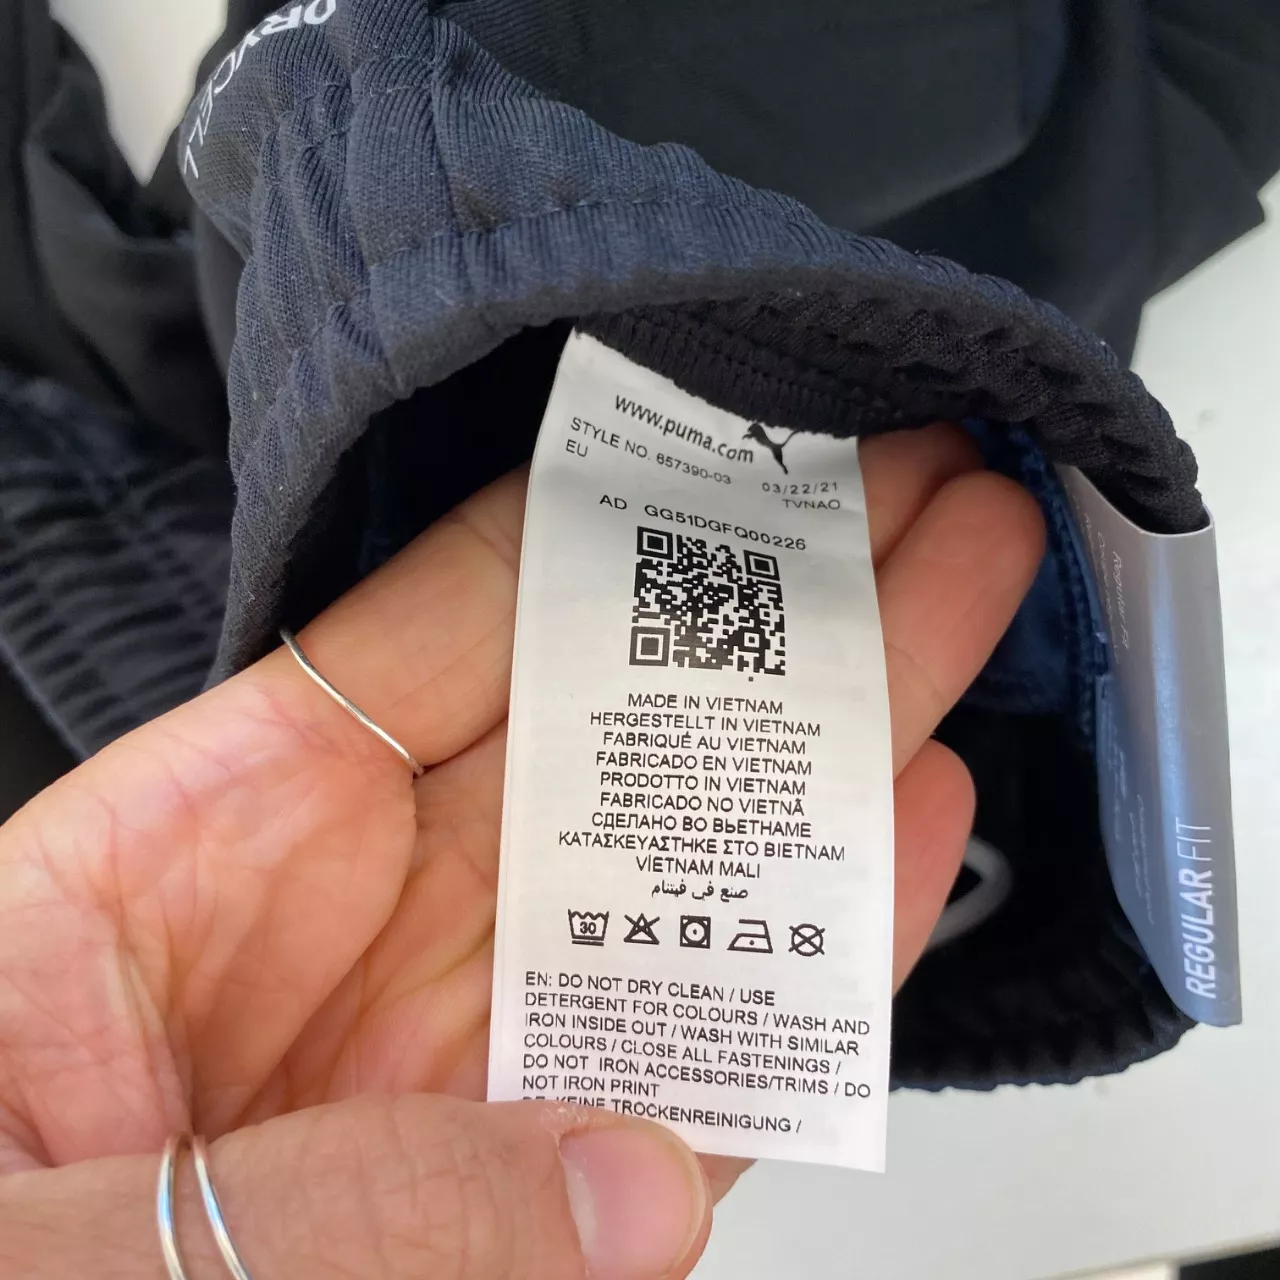 DRYCELL
www.puma.com
STYLE NO. 657390-03
EU
03/22/21
TVNAO
AD GG51DGFQ00226
MADE IN VIETNAM
HERGESTELLT IN VIETNAM
FABRIQUÉ AU VIETNAM
FABRICADO EN VIETNAM
PRODOTTO IN VIETNAM
FABRICADO NO VIETNÃ
СДЕЛАНО ВО ВЬЕТНАМЕ
ΚΑΤΑΣΚΕΥΑΣΤΗΚΕ ΣΤΟ ΒΙΕΤΝΑΜ
VİETNAM MALI
صنع في فيتنام
30
EN: DO NOT DRY CLEAN / USE
DETERGENT FOR COLOURS / WASH AND
IRON INSIDE OUT / WASH WITH SIMILAR
COLOURS / CLOSE ALL FASTENINGS /
DO NOT IRON ACCESSORIES/TRIMS / DO
NOT IRON PRINT
DE: KEINE TROCKENREINIGUNG /
Regular Fit
REGULAR FIT